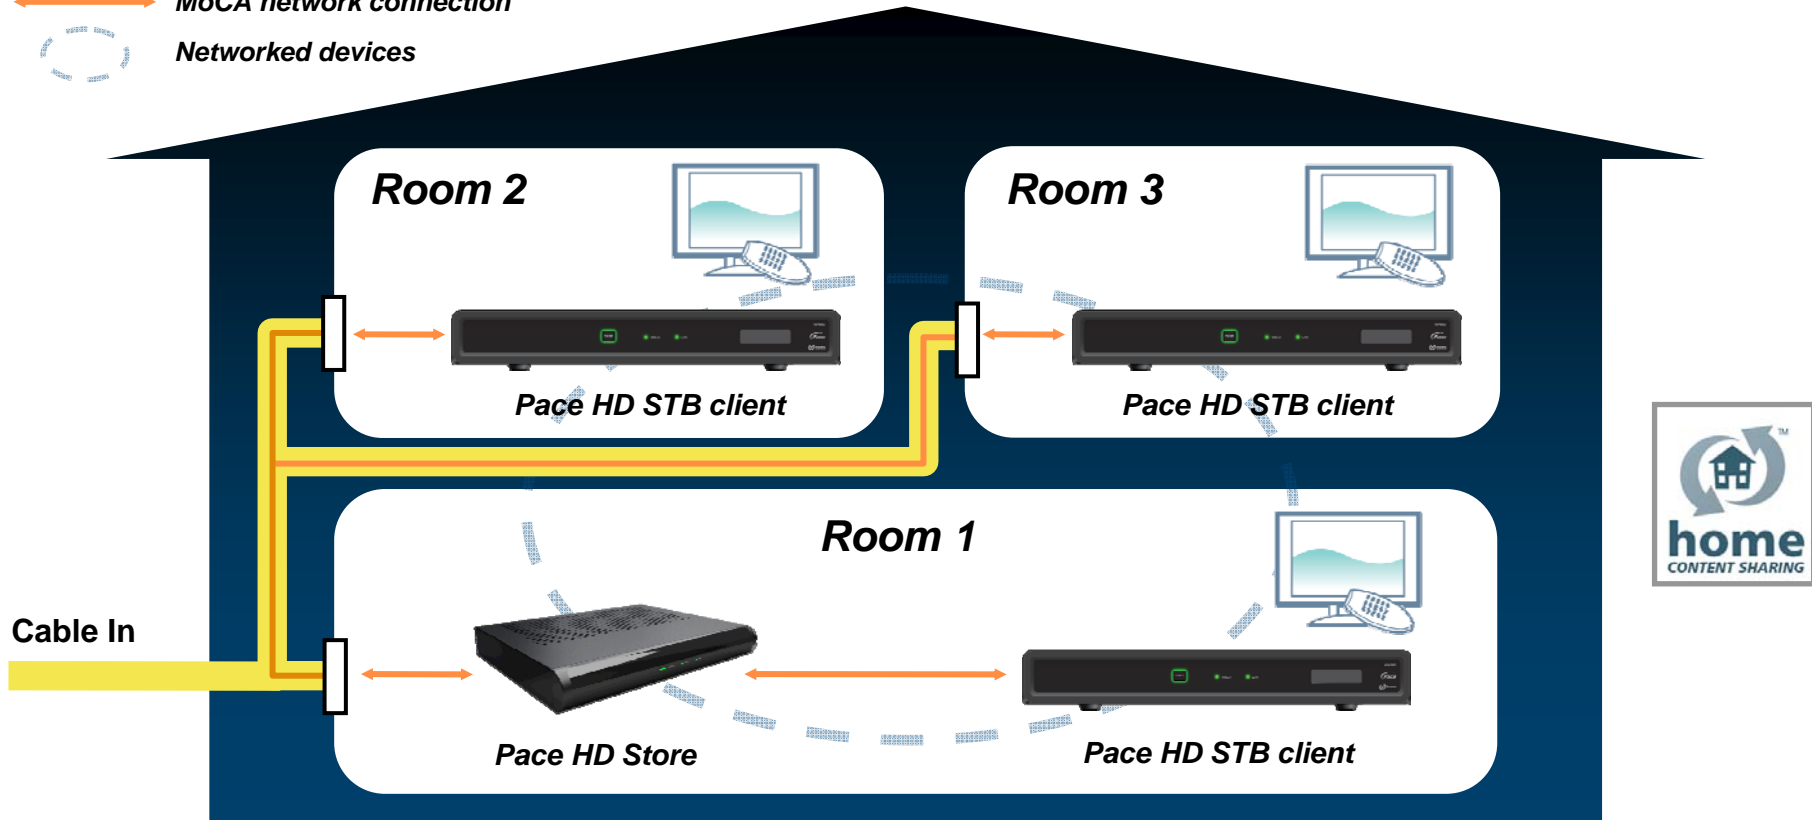 MoCA network connection
Networked devices
Room 2
Room 3
Pace HD STB client
Pace HD STB client
Room 1
home
CONTENT SHARING
TM
Cable In
Pace HD Store
Pace HD STB client